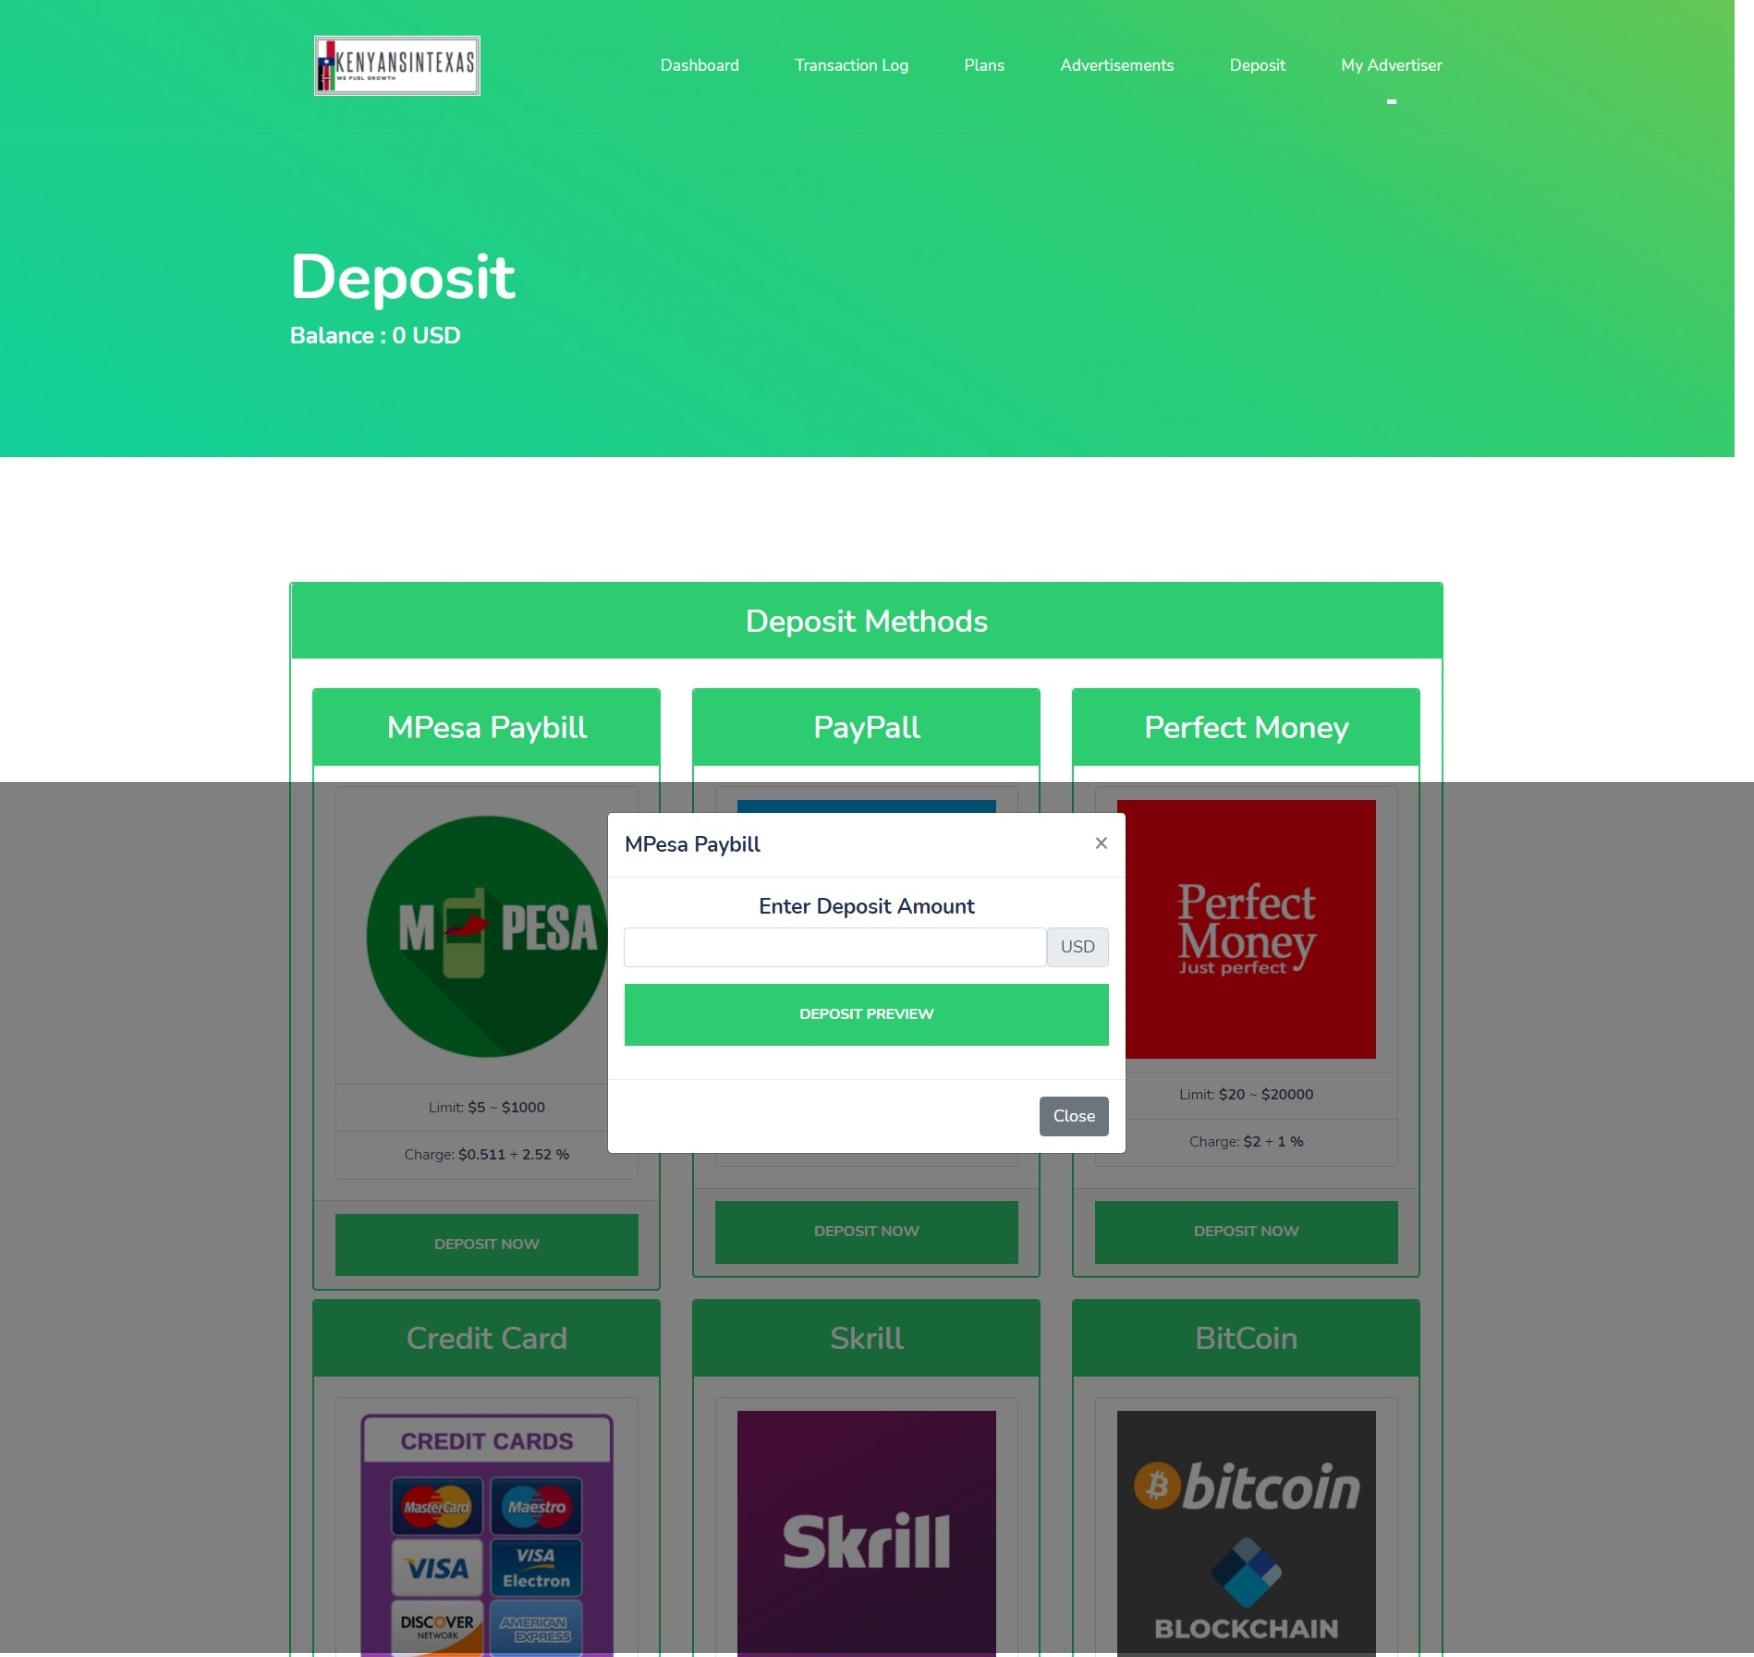 KENYANSINTEXAS
WE FUEL GROWTH
Dashboard
Transaction Log
Plans
Advertisements
Deposit
My Advertiser
Deposit
Balance : 0 USD
Deposit Methods
MPesa Paybill
PayPall
Perfect Money
M PESA
Perfect
Money
Just perfect
MPesa Paybill
×
Enter Deposit Amount
USD
DEPOSIT PREVIEW
Close
Limit: $5 ~ $1000
Charge: $0.511 + 2.52 %
Limit: $20 ~ $20000
Charge: $2 + 1 %
DEPOSIT NOW
DEPOSIT NOW
DEPOSIT NOW
Credit Card
Skrill
BitCoin
CREDIT CARDS
MasterCard
Maestro
VISA
VISA
Electron
DISCOVER
NETWORK
AMERICAN
EXPRESS
Skrill
bitcoin
BLOCKCHAIN